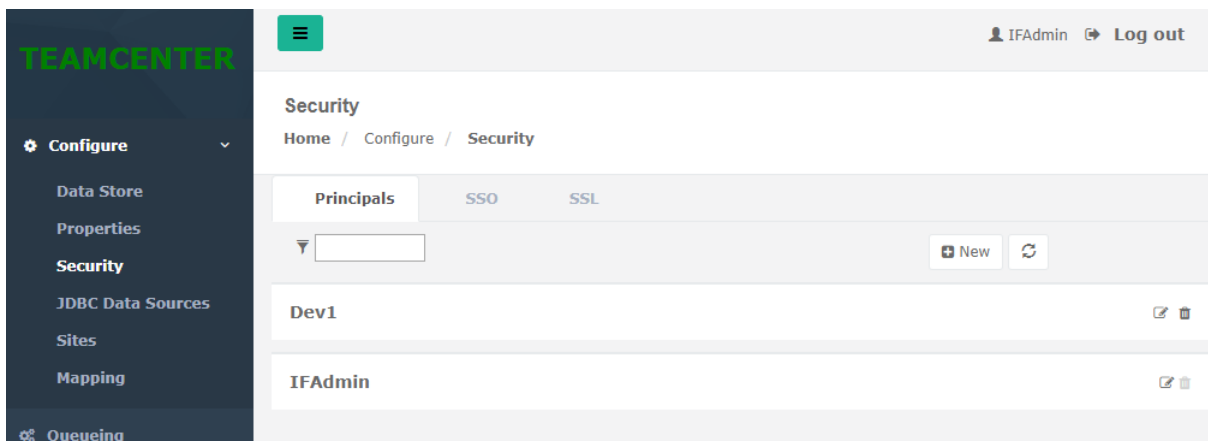 TEAMCENTER
Configure
Data Store
Properties
Security
JDBC Data Sources
Sites
Mapping
Queueing
IFAdmin Log out
Security
Home / Configure / Security
Principals SSO SSL
New
Dev1
IFAdmin